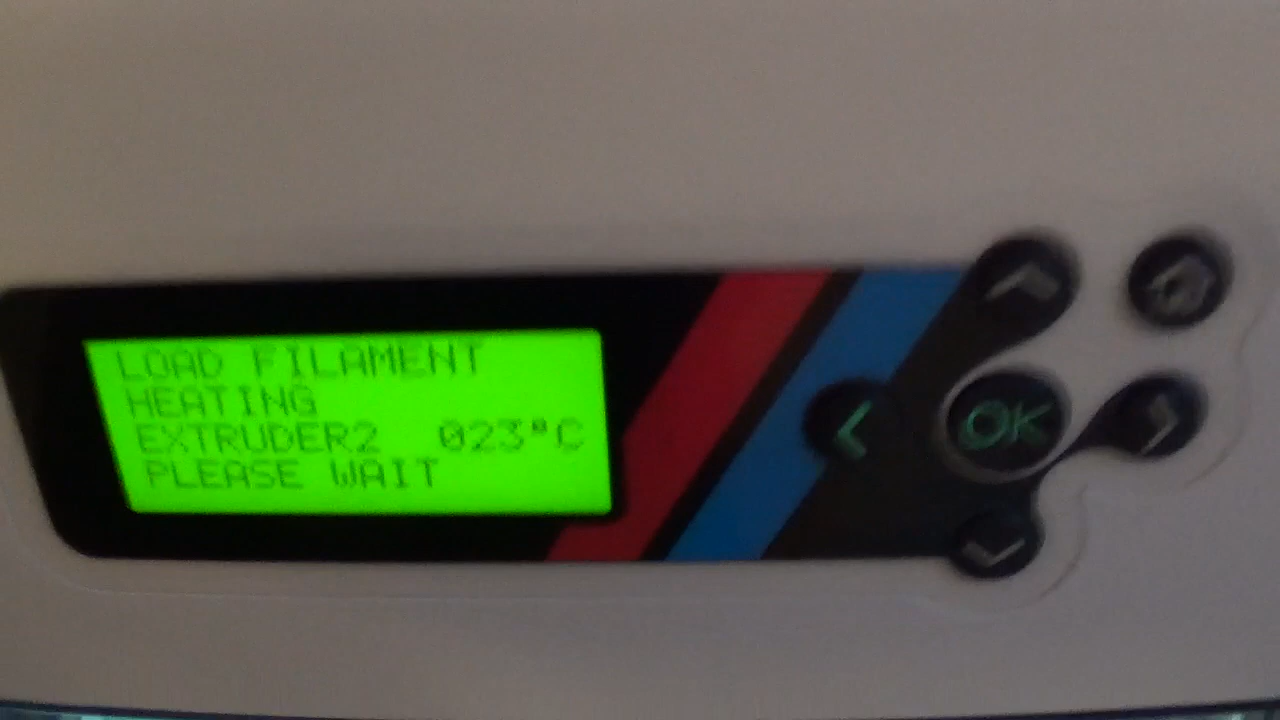 LOAD FILAMENT
HEATING
EXTRUDER2 023°C
PLEASE WAIT
OK